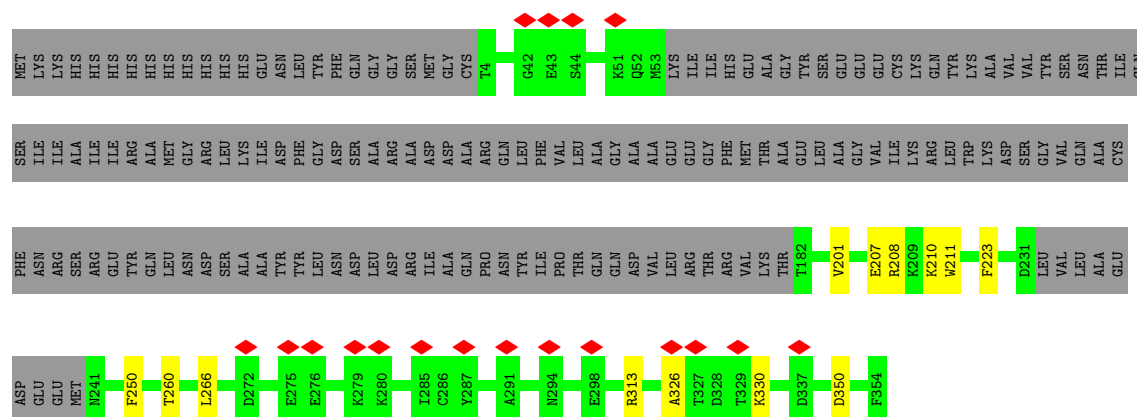 MET LYS LYS HIS HIS HIS HIS HIS HIS HIS HIS HIS HIS GLU ASN LEU TYR PHE GLN GLY GLY SER MET GLY CYS T4 G42 E43 S44 K51 Q52 M53 LYS ILE ILE HIS GLU ALA GLY TYR SER GLU GLU GLU CYS LYS GLN TYR LYS ALA VAL VAL TYR SER ASN THR ILE GLN
SER ILE ILE ALA ILE ILE ARG ALA MET GLY ARG LEU LYS ILE ASP PHE GLY ASP SER ALA ARG ALA ASP ASP ALA ARG GLN LEU PHE VAL LEU ALA GLY ALA ALA GLU GLU GLY PHE MET THR ALA GLU LEU ALA GLY VAL ILE LYS ARG LEU TRP LYS ASP SER GLY VAL GLN ALA CYS
PHE ASN ARG SER ARG GLU TYR GLN LEU ASN ASP SER ALA ALA TYR TYR LEU ASN ASP LEU ASP ARG ILE ALA GLN PRO ASN TYR ILE PRO THR GLN GLN ASP VAL LEU ARG THR ARG VAL LYS THR T182 V201 E207 R208 K209 K210 W211 F223 D231 LEU VAL LEU ALA GLU
ASP GLU GLU MET N241 F250 T260 L266 D272 E275 E276 K279 K280 I285 C286 Y287 A291 N294 E298 R313 A326 T327 D328 T329 K330 D337 D350 F354